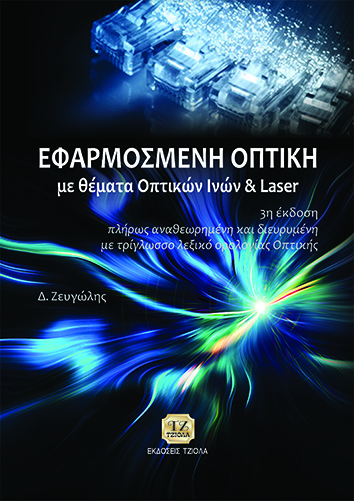 ΕΦΑΡΜΟΣΜΕΝΗ ΟΠΤΙΚΗ
με θέματα Οπτικών Ινών & Laser
3η έκδοση
πλήρως αναθεωρημένη και διευρυμένη
με τρίγλωσσο λεξικό ορολογίας Οπτικής
Δ. Ζευγώλης
TZ
ΤΖΙΟΛΑ
ΕΚΔΟΣΕΙΣ ΤΖΙΟΛΑ